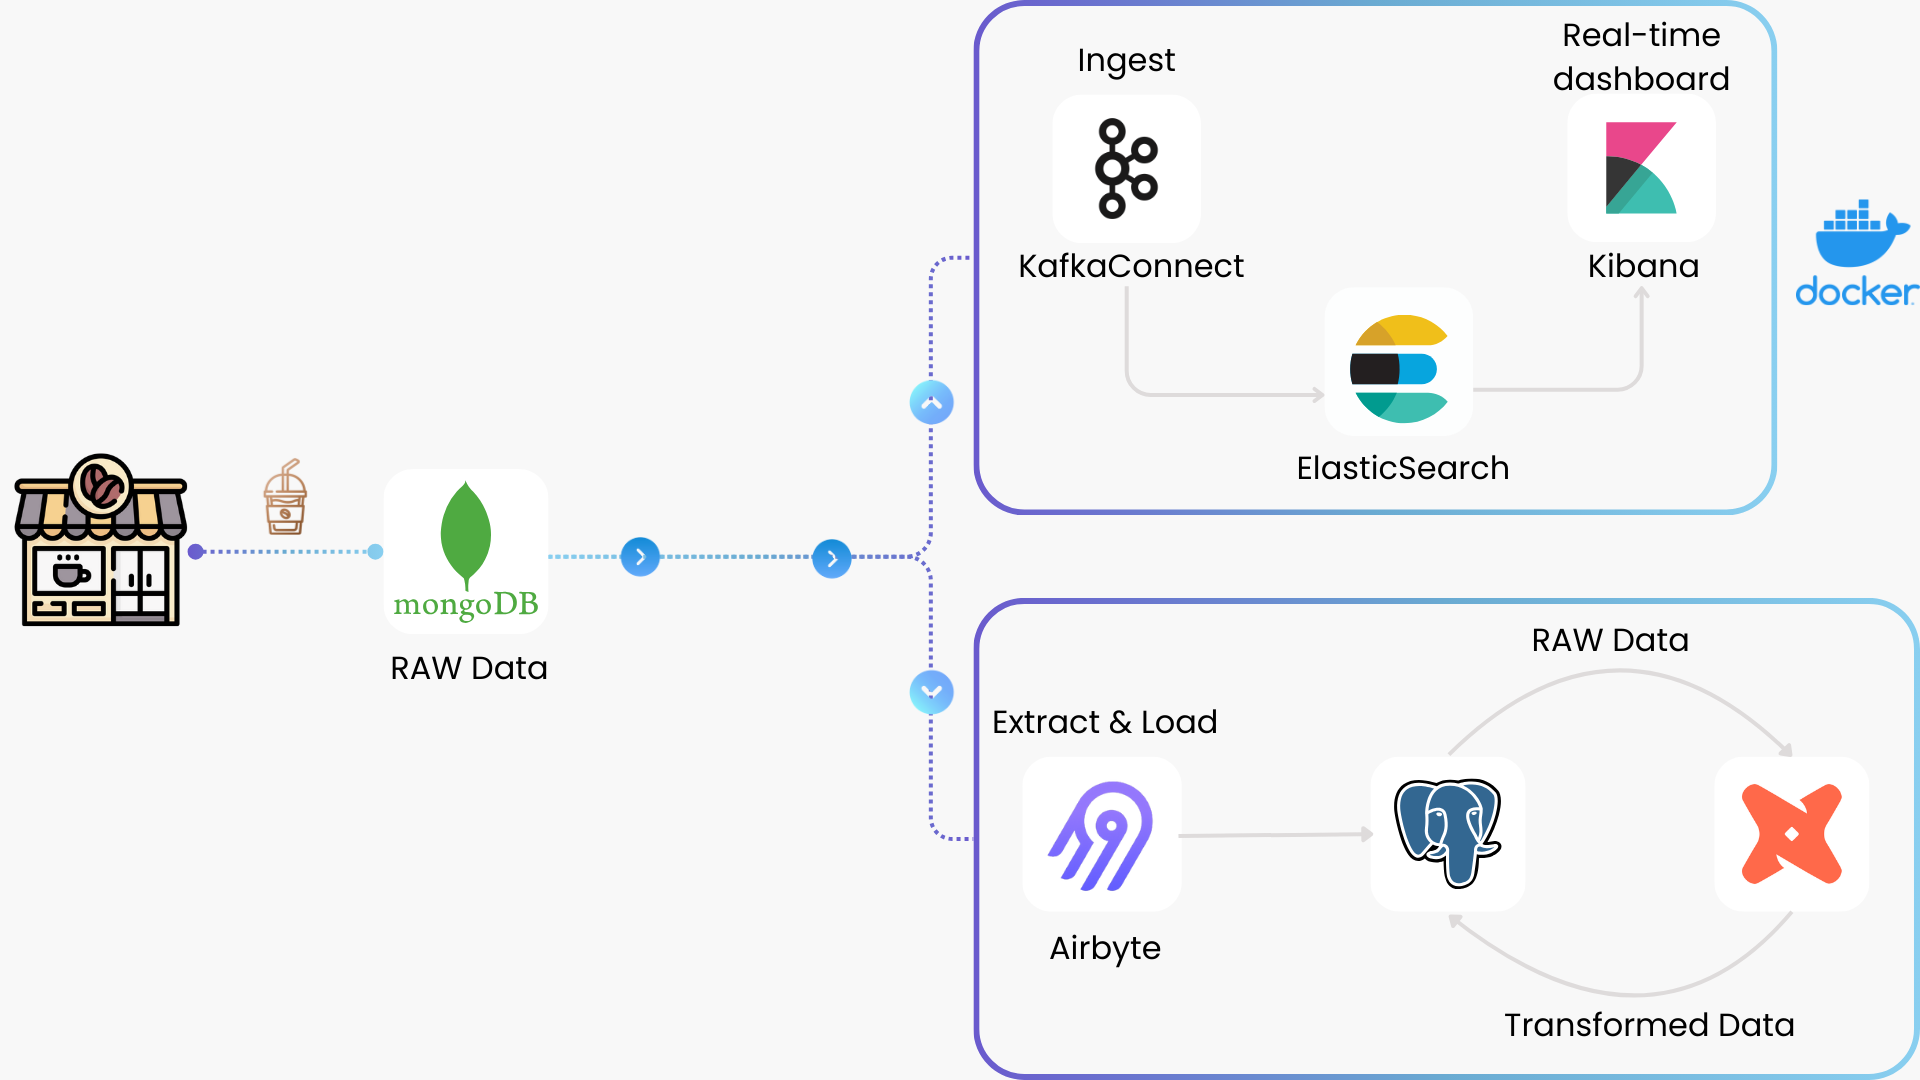 Ingest
Real-time
dashboard
KafkaConnect
Kibana
docker
ElasticSearch
mongoDB
RAW Data
RAW Data
Extract & Load
Airbyte
Transformed Data